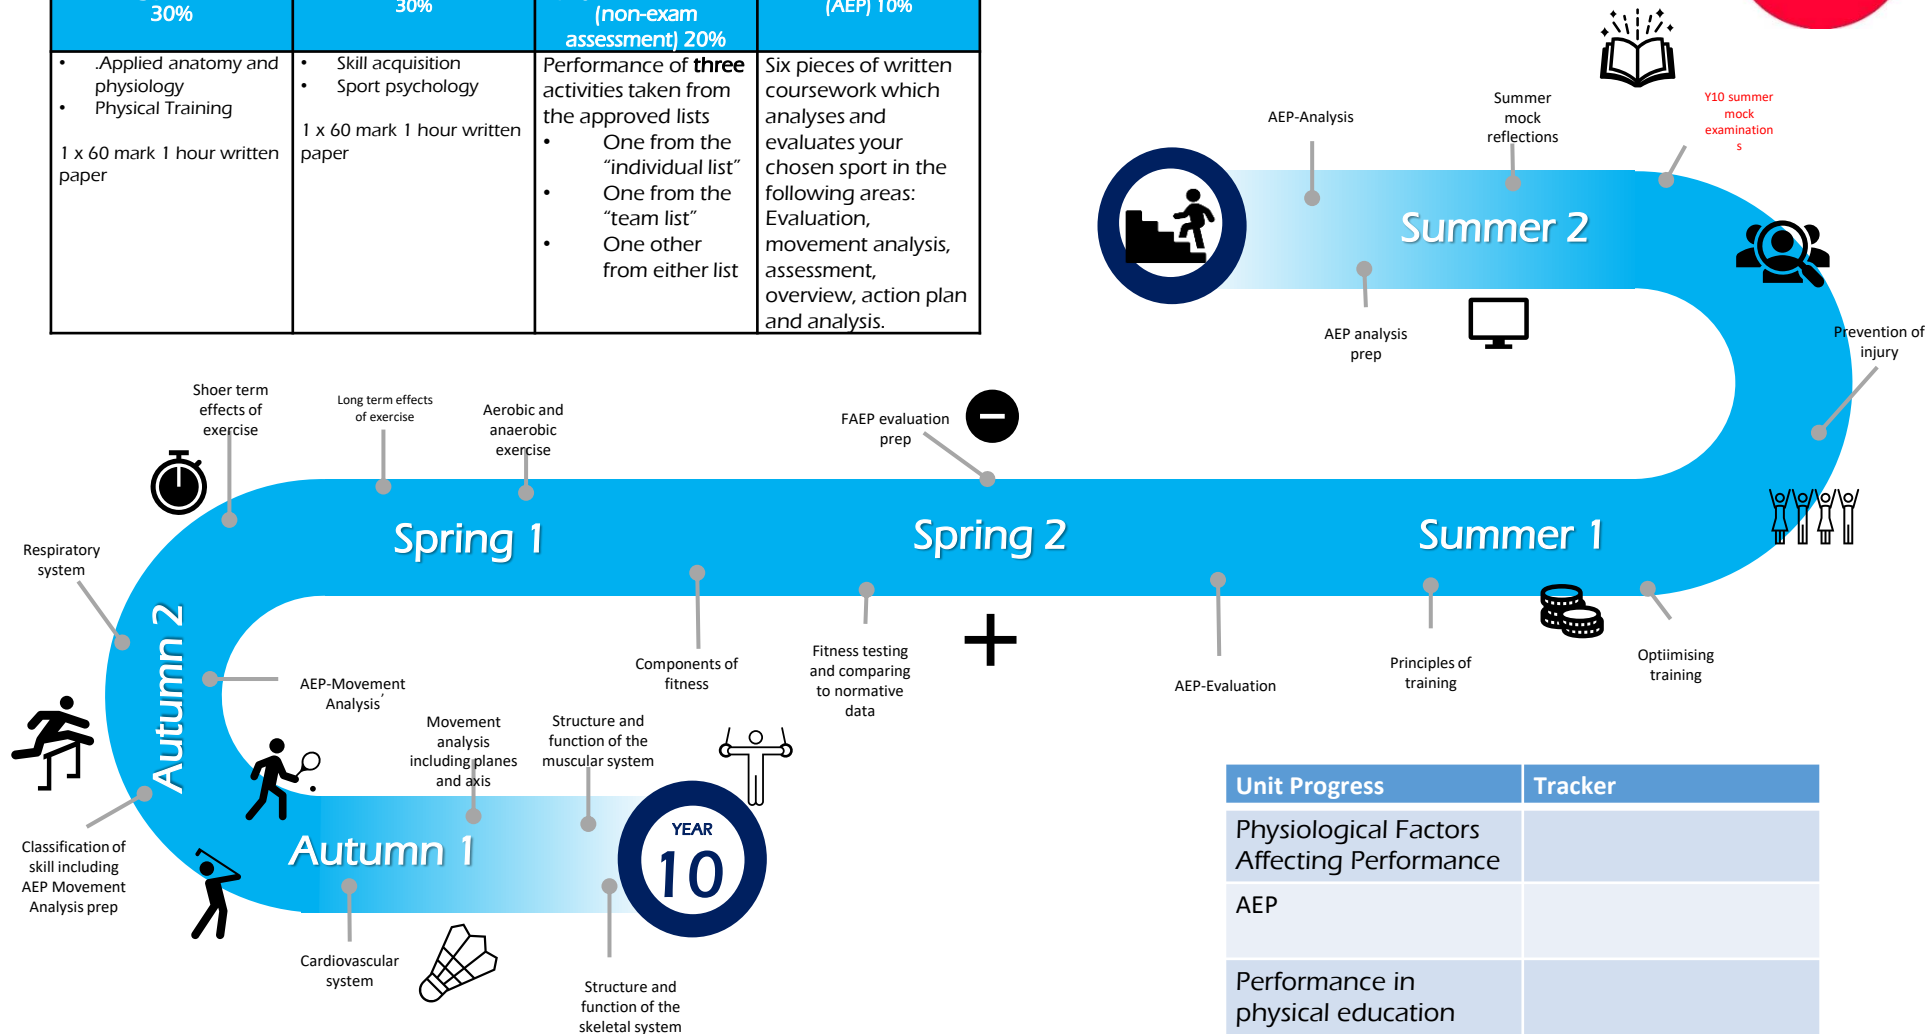 30%
30%
(non-exam
assessment) 20%
(AEP) 10%
• .Applied anatomy and
physiology
• Physical Training
1 x 60 mark 1 hour written
paper
• Skill acquisition
• Sport psychology
1 x 60 mark 1 hour written
paper
Performance of three
activities taken from
the approved lists
• One from the
“individual list”
• One from the
“team list”
• One other
from either list
Six pieces of written
coursework which
analyses and
evaluates your
chosen sport in the
following areas:
Evaluation,
movement analysis,
assessment,
overview, action plan
and analysis.
AEP-Analysis
Summer
mock
reflections
Y10 summer
mock
examination
s
Summer 2
AEP analysis
prep
Prevention of
injury
Shoer term
effects of
exercise
Long term effects
of exercise
Aerobic and
anaerobic
exercise
FAEP evaluation
prep
Spring 1
Spring 2
Summer 1
Respiratory
system
Autumn 2
AEP-Movement
Analysis’
Components of
fitness
Fitness testing
and comparing
to normative
data
AEP-Evaluation
Principles of
training
Optiimising
training
Movement
analysis
including planes
and axis
Structure and
function of the
muscular system
Classification of
skill including
AEP Movement
Analysis prep
Autumn 1
YEAR
10
Cardiovascular
system
Structure and
function of the
skeletal system
Unit Progress
Tracker
Physiological Factors
Affecting Performance
AEP
Performance in
physical education